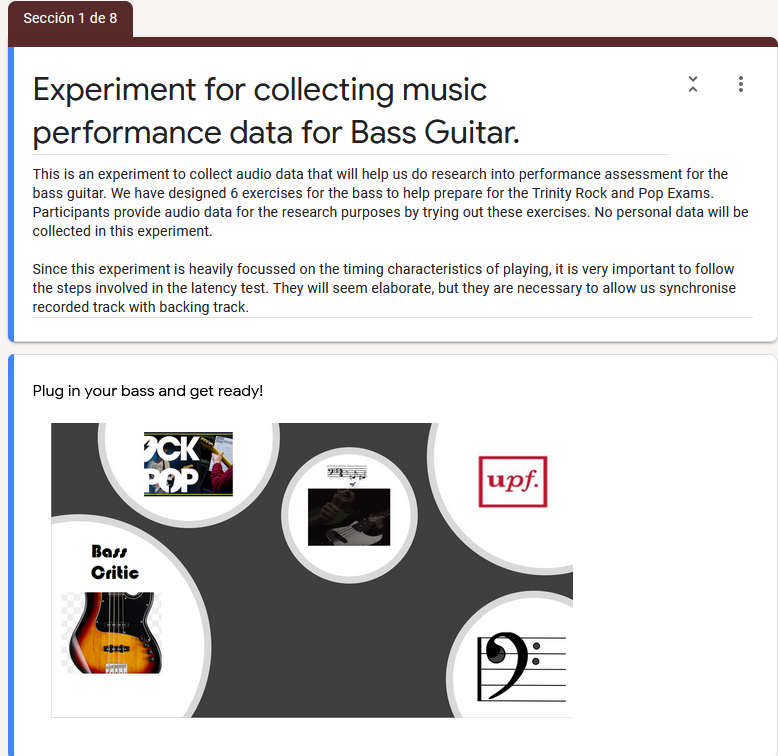 Sección 1 de 8
Experiment for collecting music
performance data for Bass Guitar.
This is an experiment to collect audio data that will help us do research into performance assessment for the
bass guitar. We have designed 6 exercises for the bass to help prepare for the Trinity Rock and Pop Exams.
Participants provide audio data for the research purposes by trying out these exercises. No personal data will be
collected in this experiment.
Since this experiment is heavily focussed on the timing characteristics of playing, it is very important to follow
the steps involved in the latency test. They will seem elaborate, but they are necessary to allow us synchronise
recorded track with backing track.
Plug in your bass and get ready!
OCK
POP
mf
upf.
Bass
Critic